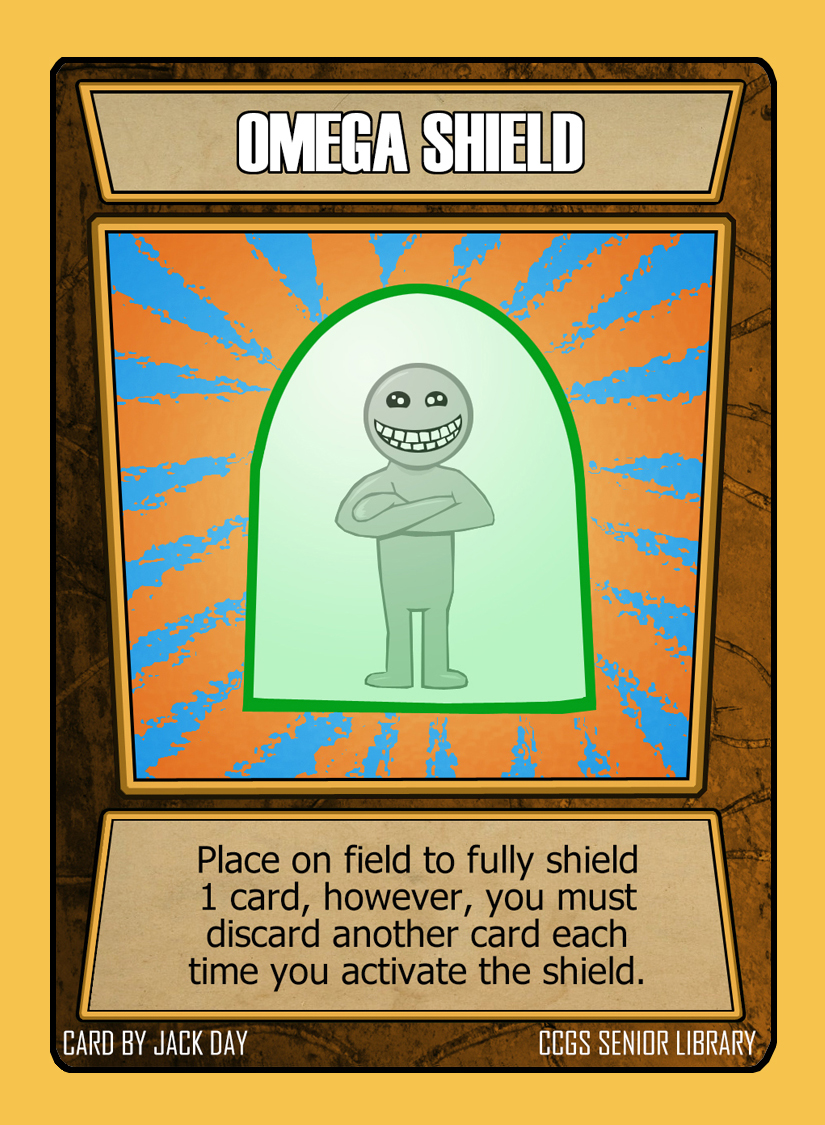 OMEGA SHIELD
Place on field to fully shield
1 card, however, you must
discard another card each
time you activate the shield.
CARD BY JACK DAY
CCGS SENIOR LIBRARY